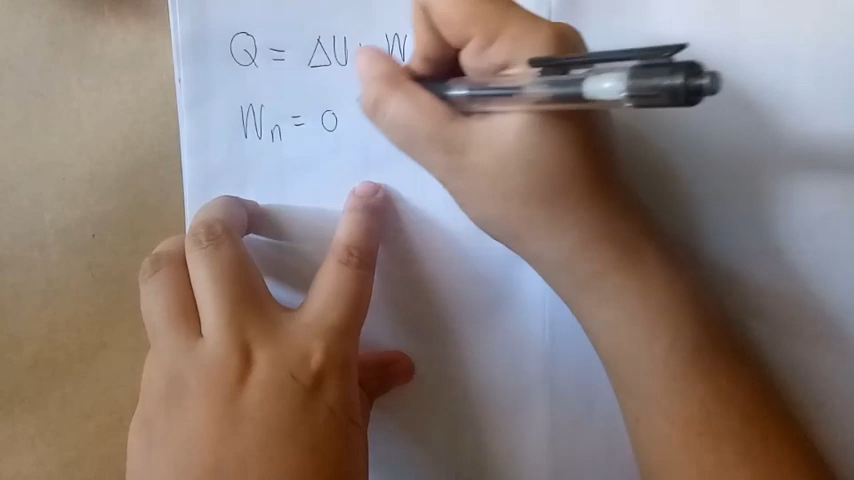 Q = ΔU + W
Wn = 0